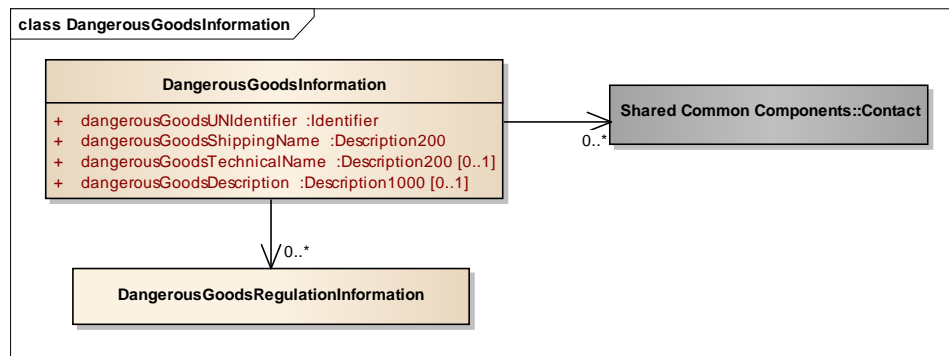 class DangerousGoodsInformation
DangerousGoodsInformation
+ dangerousGoodsUNIdentifier :Identifier
+ dangerousGoodsShippingName :Description200
+ dangerousGoodsTechnicalName :Description200 [0..1]
+ dangerousGoodsDescription :Description1000 [0..1]
Shared Common Components::Contact
0..*
0..*
DangerousGoodsRegulationInformation